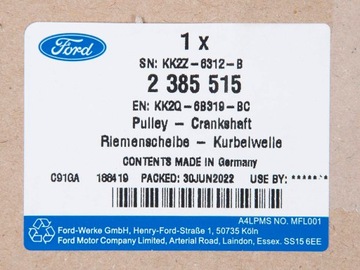 Ford
1 x
SN: KK2Z-6312-B
2 385 515
EN: KK2Q-6B319-BC
Pulley - Crankshaft
Riemenscheibe - Kurbelwelle
CONTENTS MADE IN Germany
C91GA 186419 PACKED: 30JUN2022 USE BY:******
A4LPMS NO. MFL001
Ford-Werke GmbH, Henry-Ford-Straße 1, 50735 Köln
Ford Motor Company Limited, Arterial Road, Laindon, Essex. SS15 6EE